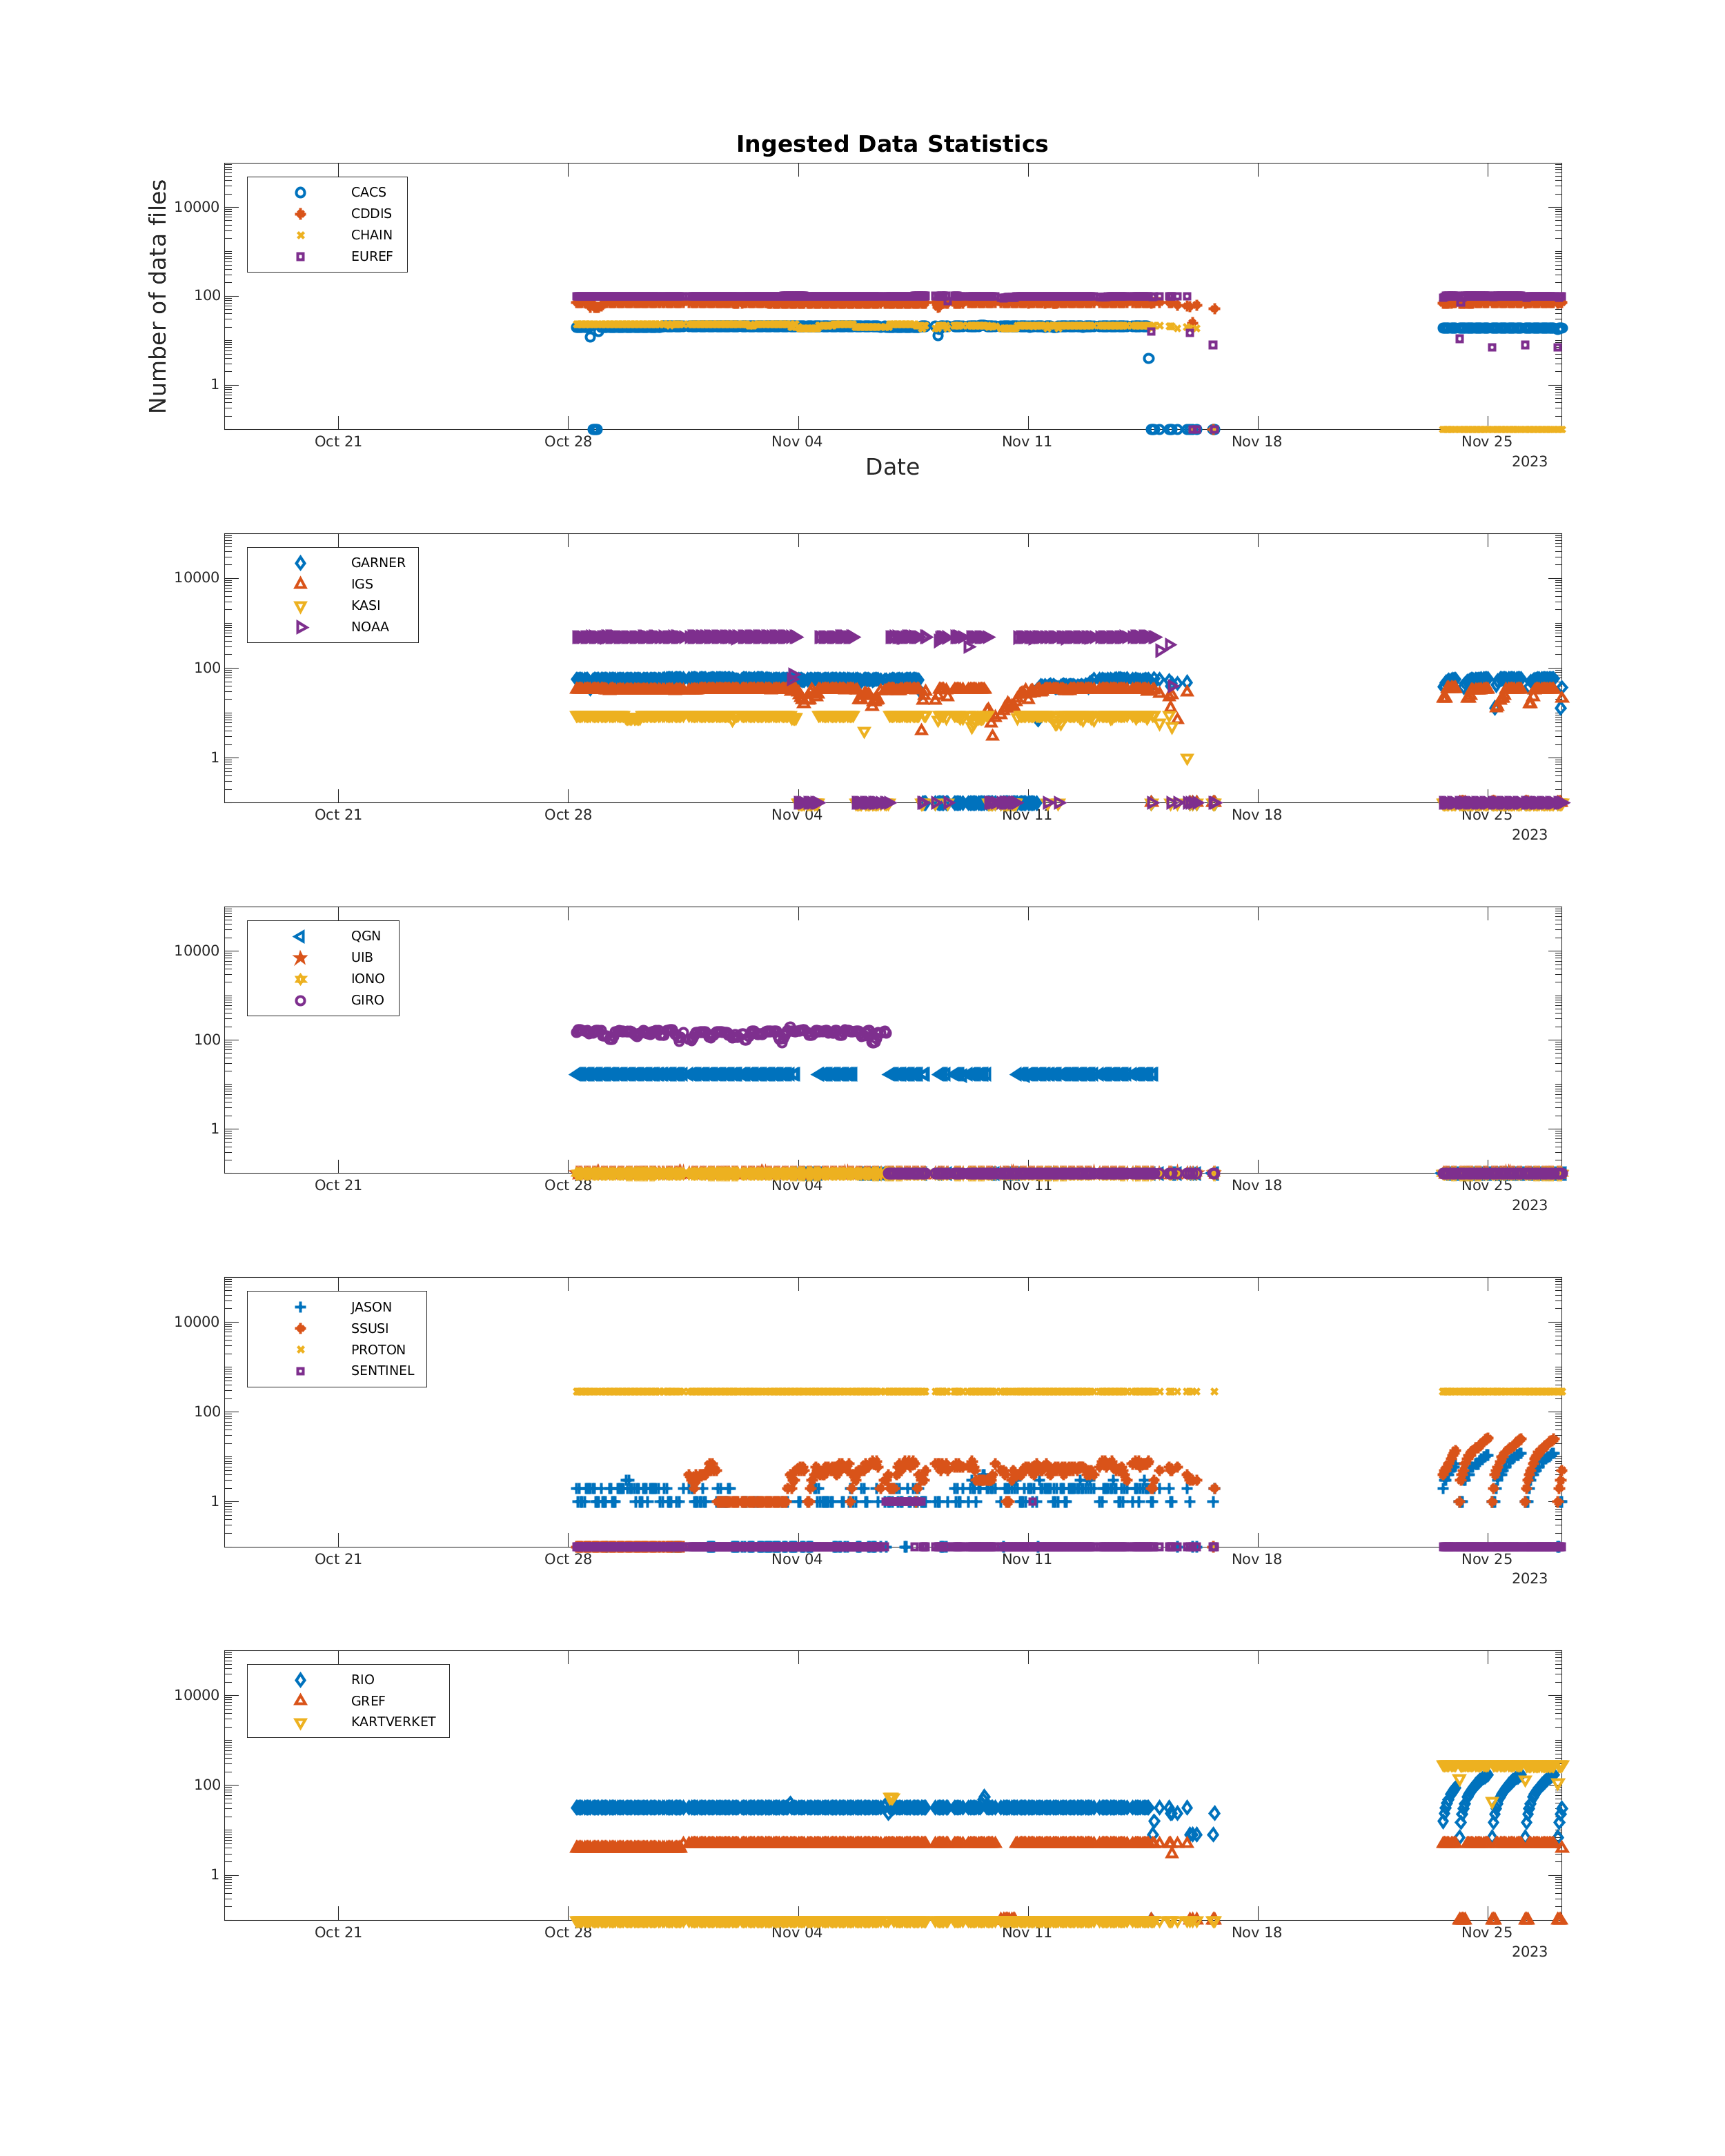 Ingested Data Statistics
Number of data files
CACS
CDDIS
CHAIN
EUREF
10000
100
1
Oct 21 Oct 28 Nov 04 Nov 11 Nov 18 Nov 25
2023
Date
GARNER
IGS
KASI
NOAA
10000
100
1
Oct 21 Oct 28 Nov 04 Nov 11 Nov 18 Nov 25
2023
QGN
UIB
IONO
GIRO
10000
100
1
Oct 21 Oct 28 Nov 04 Nov 11 Nov 18 Nov 25
2023
JASON
SSUSI
PROTON
SENTINEL
10000
100
1
Oct 21 Oct 28 Nov 04 Nov 11 Nov 18 Nov 25
2023
RIO
GREF
KARTVERKET
10000
100
1
Oct 21 Oct 28 Nov 04 Nov 11 Nov 18 Nov 25
2023